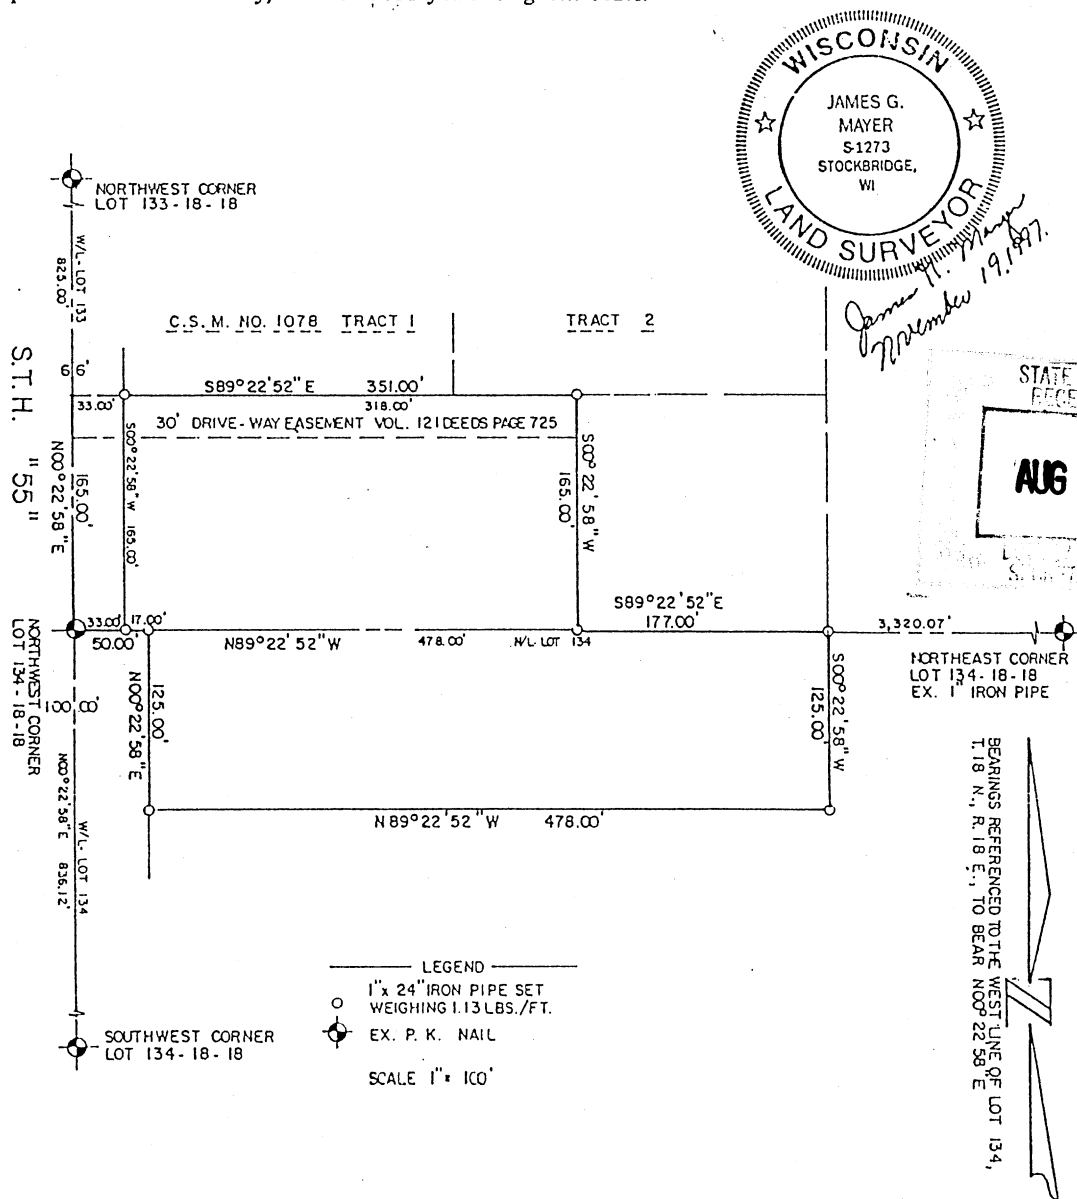 WISCONSIN
JAMES G.
MAYER
S-1273
STOCKBRIDGE,
WI
LAND SURVEYOR
November 19, 1997.
NORTHWEST CORNER
LOT 133-18-18
W/L- LOT 133
825.00'
C.S.M. NO. 1078 TRACT 1
TRACT 2
STATE
AUG
66'
S89°22'52"E 351.00'
33.00'
318.00'
30' DRIVE-WAY EASEMENT VOL. 121 DEEDS PAGE 725
S.T.H. "55"
N00°22'58"E
165.00'
S00°22'58"W 165.00'
S00°22'58"W
165.00'
S89°22'52"E
177.00'
33.00' 17.00'
50.00'
N89°22'52"W 478.00' N/L- LOT 134
3,320.07'
NORTHEAST CORNER
LOT 134-18-18
EX. 1" IRON PIPE
NORTHWEST CORNER
LOT 134-18-18
100.00'
125.00'
N00°22'58"E
S00°22'58"W
125.00'
N89°22'52"W 478.00'
W/L- LOT 134
N00°22'58"E 836.12'
BEARINGS REFERENCED TO THE WEST LINE OF LOT 134,
T. 18 N., R. 18 E., TO BEAR N00°22'58"E
LEGEND
1"x 24" IRON PIPE SET
WEIGHING 1.13 LBS./FT.
EX. P. K. NAIL
SCALE 1"= 100'
SOUTHWEST CORNER
LOT 134-18-18